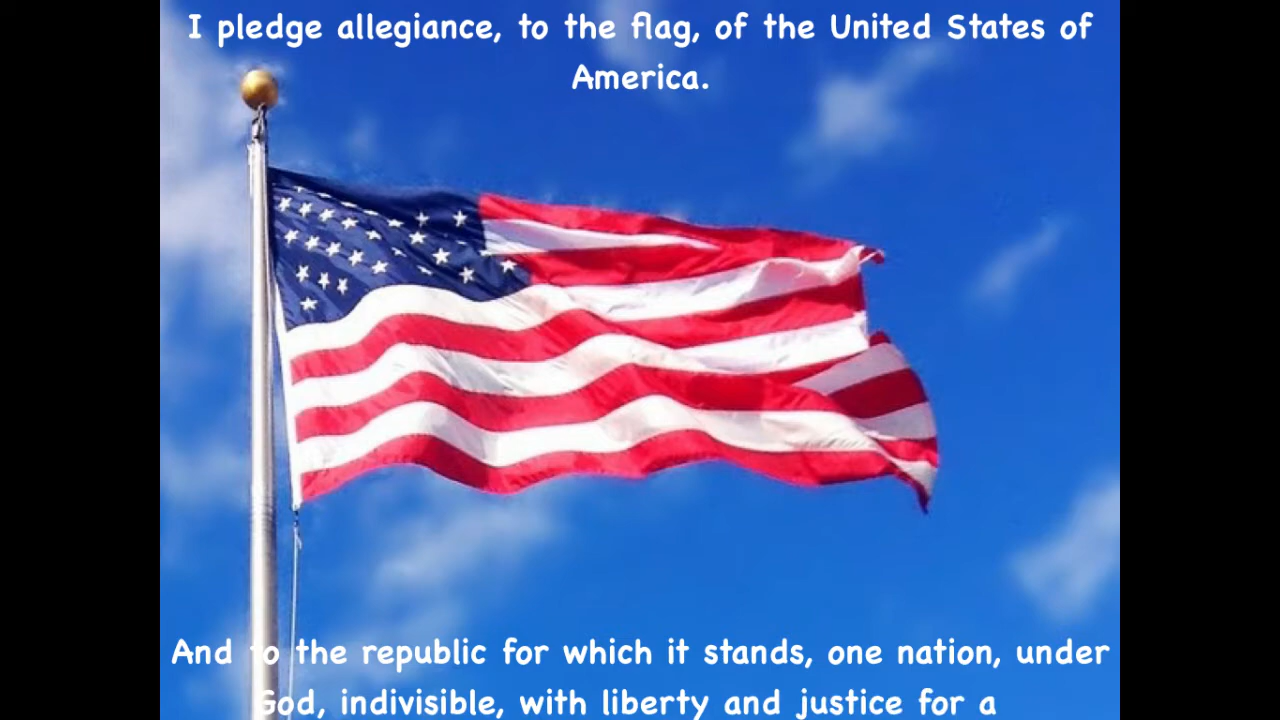 I pledge allegiance, to the flag, of the United States of
America.
And to the republic for which it stands, one nation, under
God, indivisible, with liberty and justice for a